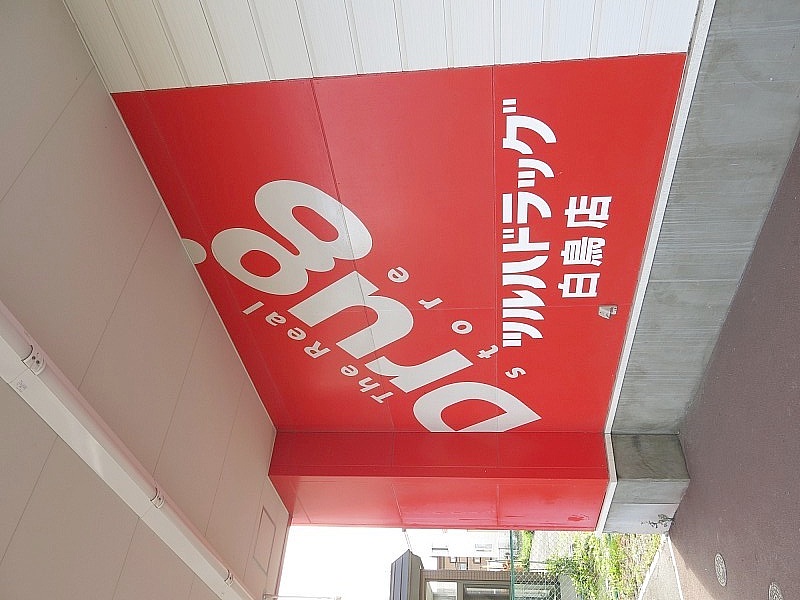 The Real
Drug
store
ツルハドラッグ
白鳥店